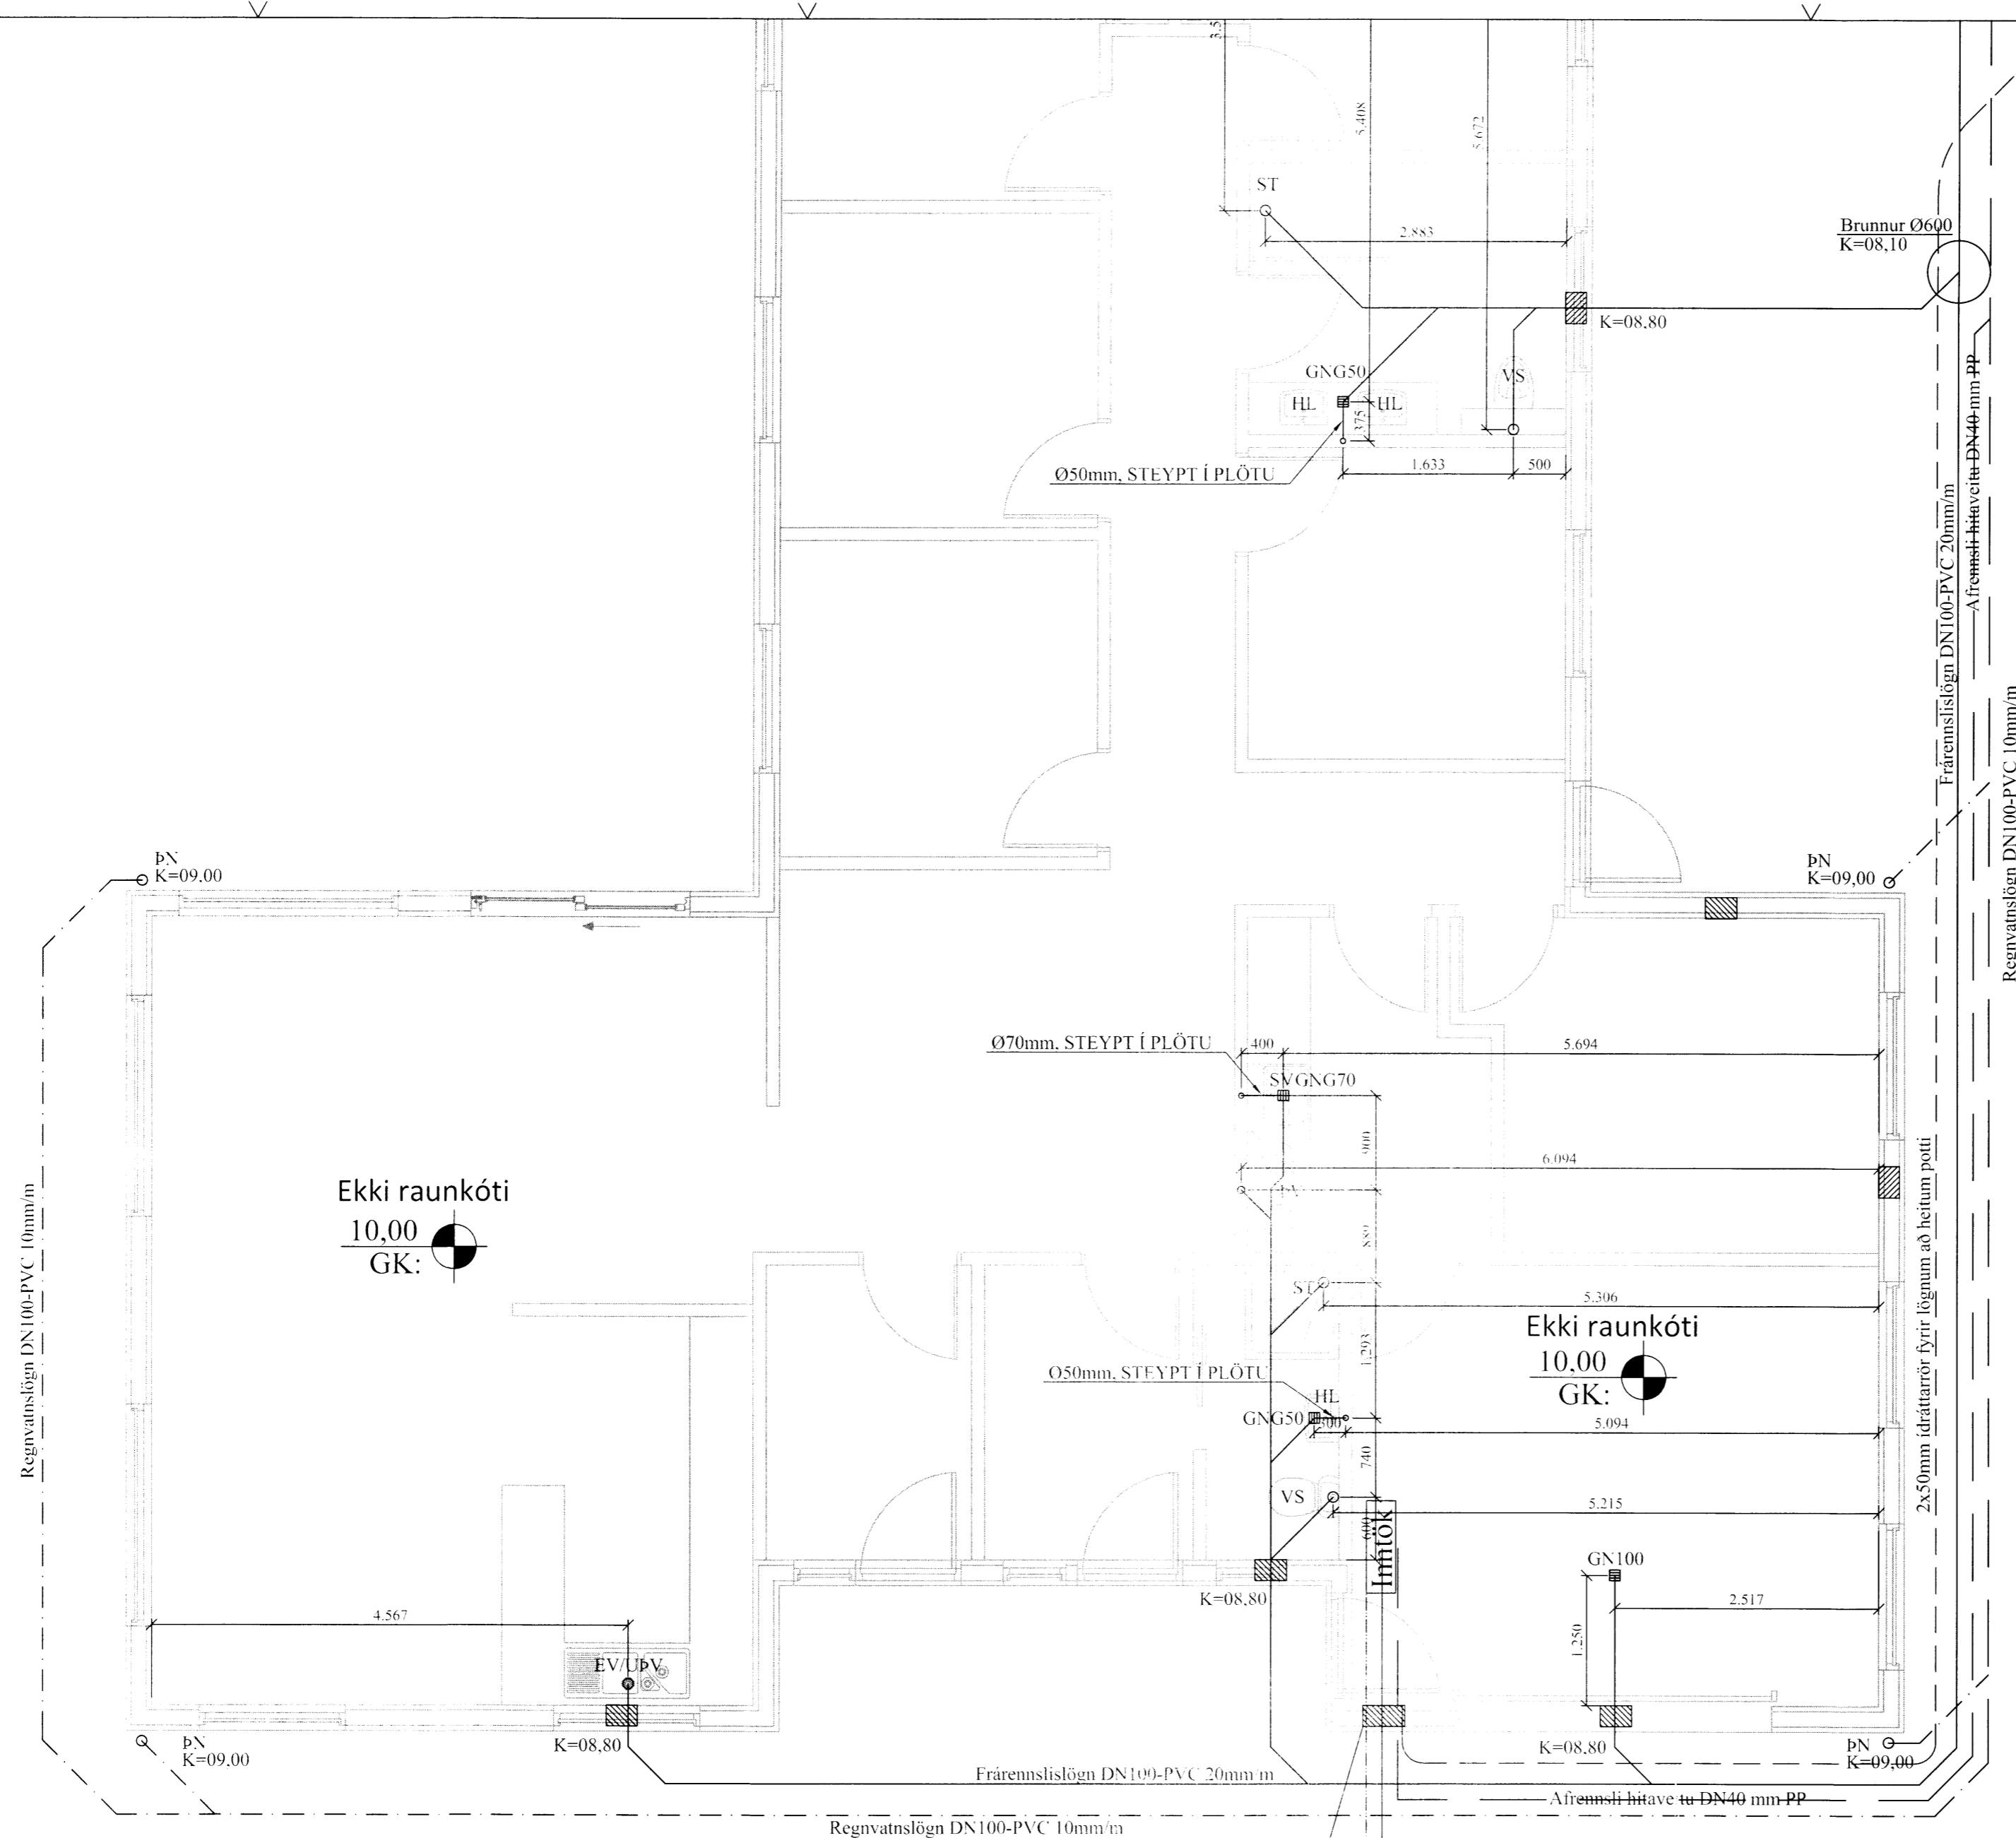 3.5
5.408
5.672
ST
2.883
Brunnur Ø600
K=08,10
K=08,80
GNG50
VS
HL
HL
375
Ø50mm, STEYPT Í PLÖTU
1.633
500
Frárennslislögn DN100-PVC 20mm/m
Afrennsli hitaveitu DN40 mm PP
Regnvatnslögn DN100-PVC 10mm/m
ÞN
K=09,00
ÞN
K=09,00
Ø70mm, STEYPT Í PLÖTU
400
5.694
SVGNG70
900
6.094
Ekki raunkóti
10,00
GK:
889
ST
5.306
Ekki raunkóti
10,00
GK:
1.293
Ø50mm, STEYPT Í PLÖTU
HL
GNG50
300
5.094
740
VS
5.215
600
Inntök
2x50mm ídráttarrör fyrir lögnum að heitum potti
Regnvatnslögn DN100-PVC 10mm/m
GN100
K=08,80
2.517
1.250
4.567
EV/UÞV
ÞN
K=09,00
K=08,80
K=08,80
ÞN
K=09,00
Frárennslislögn DN100-PVC 20mm/m
Afrennsli hitaveitu DN40 mm PP
Regnvatnslögn DN100-PVC 10mm/m